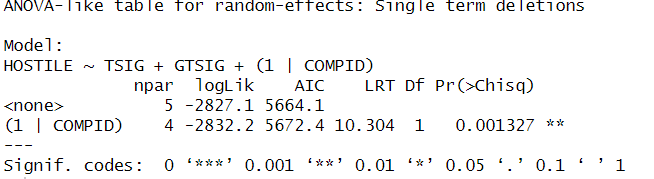 ANOVA-like table for random-effects: Single term deletions
Model:
HOSTILE ~ TSIG + GTSIG + (1 | COMPID)
npar logLik AIC LRT Df Pr(>Chisq)
<none> 5 -2827.1 5664.1
(1 | COMPID) 4 -2832.2 5672.4 10.304 1 0.001327 **
---
Signif. codes: 0 ‘***’ 0.001 ‘**’ 0.01 ‘*’ 0.05 ‘.’ 0.1 ‘ ’ 1